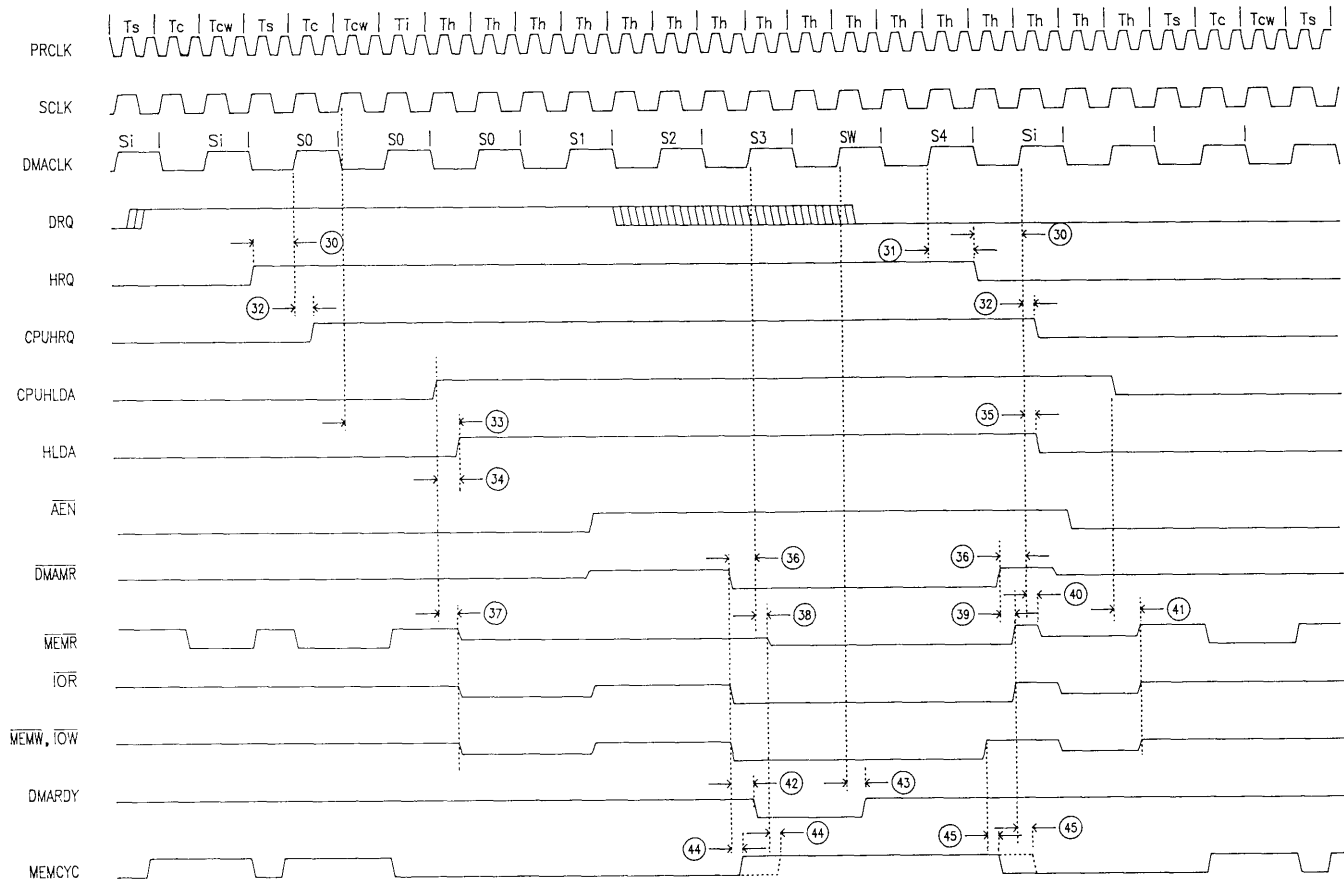 Ts Tc Tcw Ts Tc Tcw Ti Th Th Th Th Th Th Th Th Th Th Th Th Th Th Th Th Ts Tc Tcw Ts
PRCLK
SCLK
Si Si S0 S0 S0 S1 S2 S3 SW S4 Si
DMACLK
DRQ
30 31 30
HRQ
32 32
CPUHRQ
CPUHLDA
33 35
HLDA
34
AEN
36 36
DMAMR
37 38 39 40 41
MEMR
IOR
MEMW, IOW
42 43
DMARDY
44 44 45 45
MEMCYC